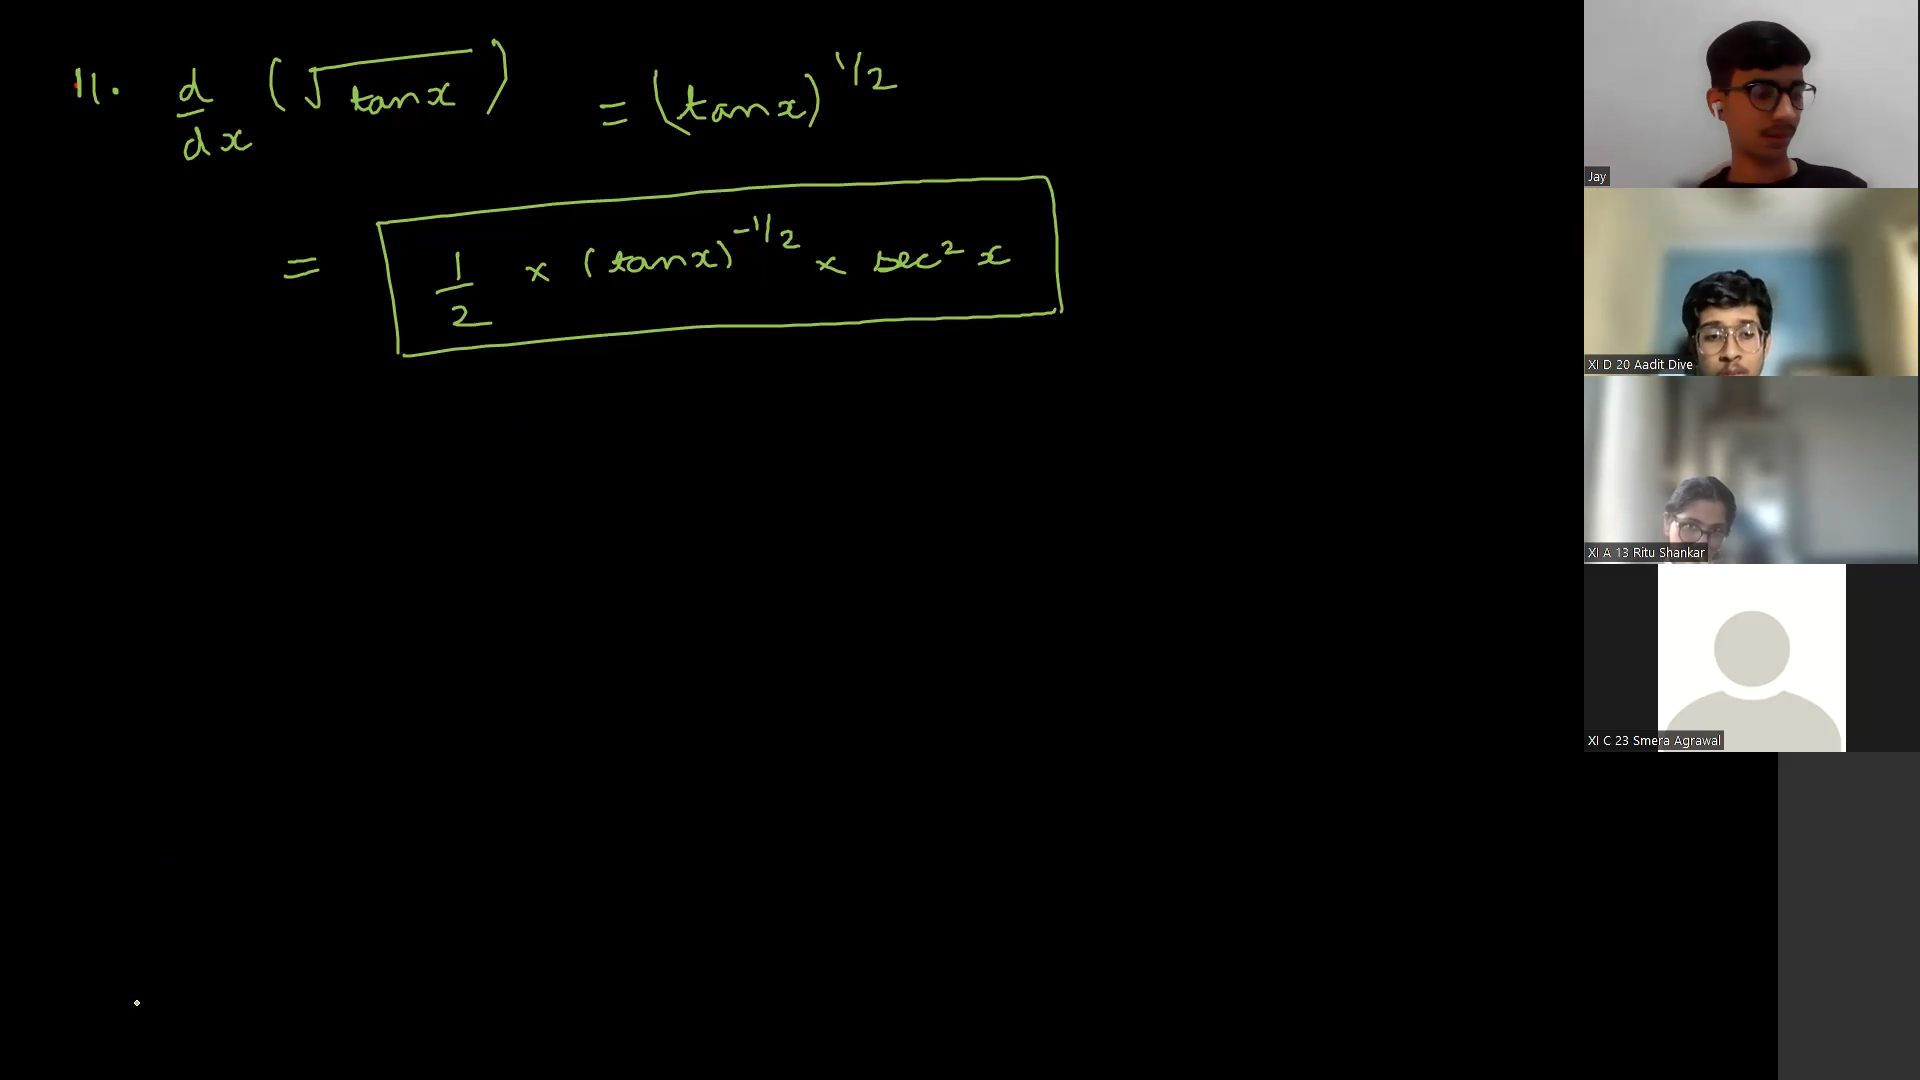 11. d/dx (√tanx) = (tanx)^1/2
= 1/2 × (tanx)^-1/2 × sec² x
Jay
XI D 20 Aadit Dive
XI A 13 Ritu Shankar
XI C 23 Smera Agrawal